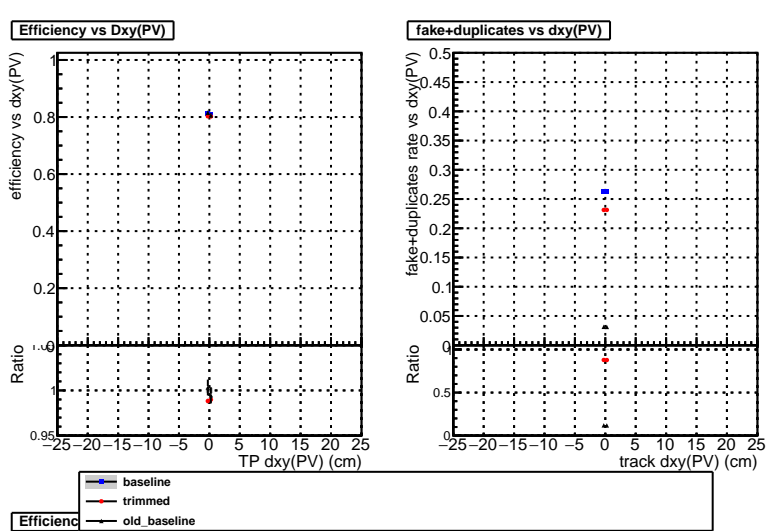 Efficiency vs Dxy(PV)
efficiency vs dxy(PV)
1
0.8
0.6
0.4
0.2
0
Ratio
1
0.95
−25 −20 −15 −10 −5 0 5 10 15 20 25
TP dxy(PV) (cm)
fake+duplicates vs dxy(PV)
fake+duplicates rate vs dxy(PV)
0.5
0.45
0.4
0.35
0.3
0.25
0.2
0.15
0.1
0.05
0
Ratio
1
0.5
0
−25 −20 −15 −10 −5 0 5 10 15 20 25
track dxy(PV) (cm)
baseline
trimmed
old_baseline
Efficienc